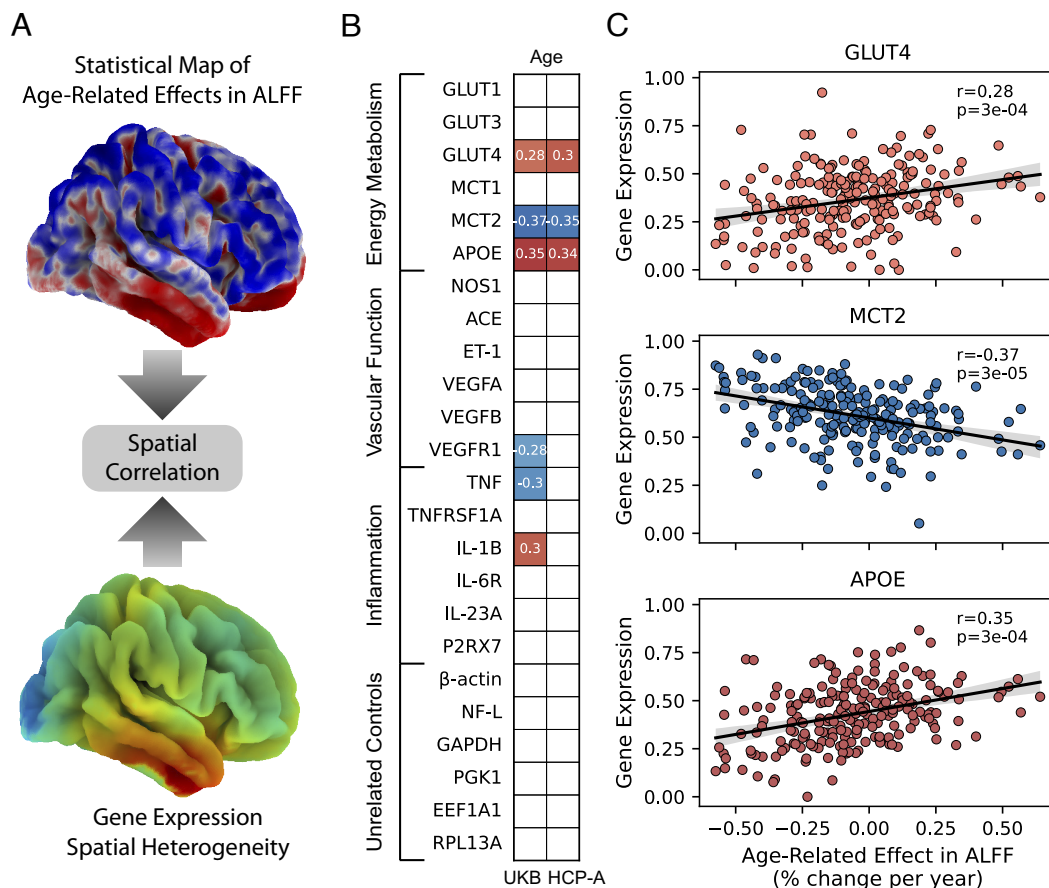 A
Statistical Map of
Age-Related Effects in ALFF
Spatial
Correlation
Gene Expression
Spatial Heterogeneity
B
Age
Energy Metabolism
GLUT1
GLUT3
GLUT4 0.28 0.3
MCT1
MCT2 -0.37 -0.35
APOE 0.35 0.34
Vascular Function
NOS1
ACE
ET-1
VEGFA
VEGFB
VEGFR1 -0.28
Inflammation
TNF -0.3
TNFRSF1A
IL-1B 0.3
IL-6R
IL-23A
P2RX7
Unrelated Controls
β-actin
NF-L
GAPDH
PGK1
EEF1A1
RPL13A
UKB HCP-A
C
GLUT4
r=0.28
p=3e-04
Gene Expression
1.00
0.75
0.50
0.25
0.00
MCT2
r=-0.37
p=3e-05
Gene Expression
1.00
0.75
0.50
0.25
0.00
APOE
r=0.35
p=3e-04
Gene Expression
1.00
0.75
0.50
0.25
0.00
−0.50 −0.25 0.00 0.25 0.50
Age-Related Effect in ALFF
(% change per year)